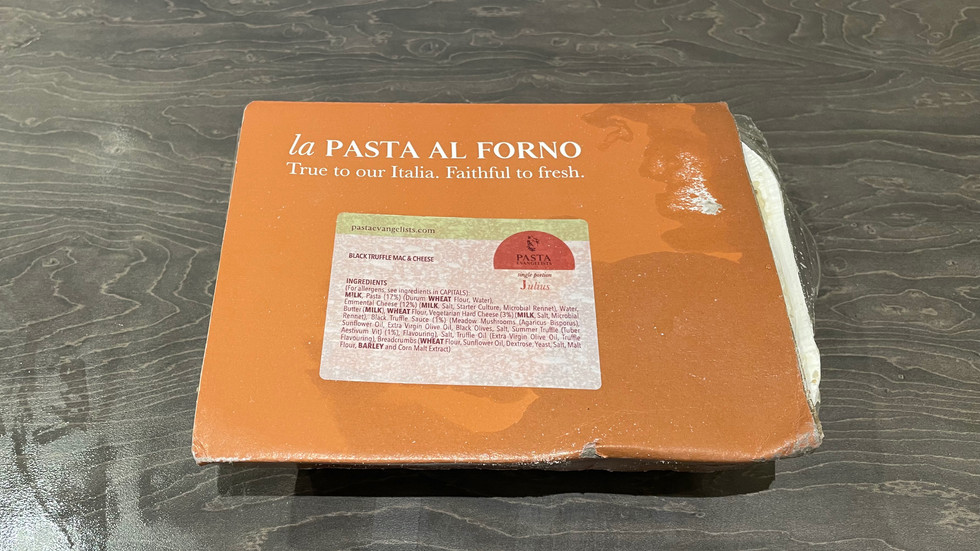 la PASTA AL FORNO
True to our Italia. Faithful to fresh.
pastaevangelists.com
PASTA
EVANGELISTS
single portion
Julius
BLACK TRUFFLE MAC & CHEESE
INGREDIENTS
(For allergens, see ingredients in CAPITALS):
MILK, Pasta (17%) (Durum WHEAT Flour, Water),
Emmental Cheese (12%) (MILK, Salt, Starter Culture, Microbial Rennet), Water,
Butter (MILK), WHEAT Flour, Vegetarian Hard Cheese (3%) (MILK, Salt, Microbial
Rennet), Black Truffle Sauce (3%) (Meadow Mushrooms (Agaricus Bisporus),
Sunflower Oil, Extra Virgin Olive Oil, Black Olives, Salt, Summer Truffle (Tuber
Aestivum Vit) (1%), Flavouring), Salt, Truffle Oil (Extra Virgin Olive Oil, Truffle
Flavouring), Breadcrumbs (WHEAT Flour, Sunflower Oil, Dextrose, Yeast, Salt, Malt
Flour, BARLEY and Corn Malt Extract)